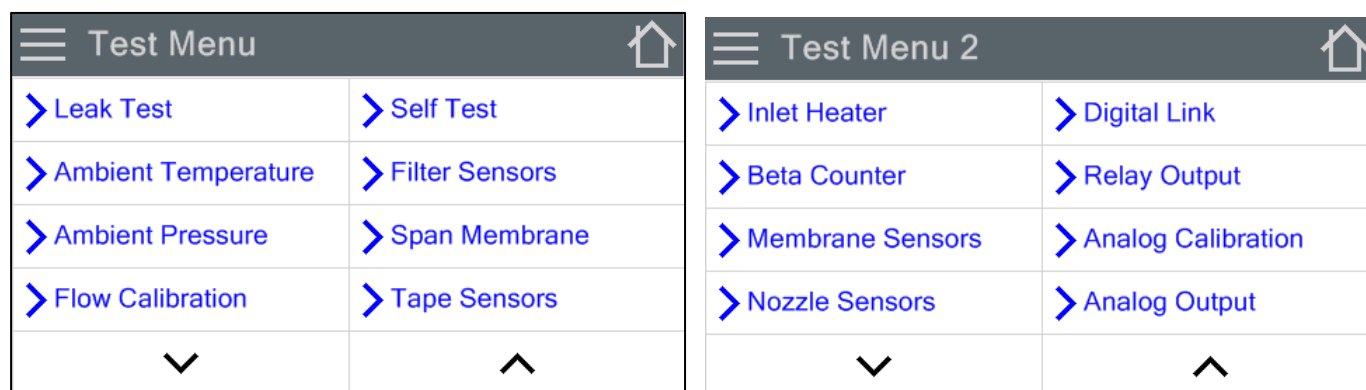 Test Menu
Leak Test
Self Test
Ambient Temperature
Filter Sensors
Ambient Pressure
Span Membrane
Flow Calibration
Tape Sensors
Test Menu 2
Inlet Heater
Digital Link
Beta Counter
Relay Output
Membrane Sensors
Analog Calibration
Nozzle Sensors
Analog Output